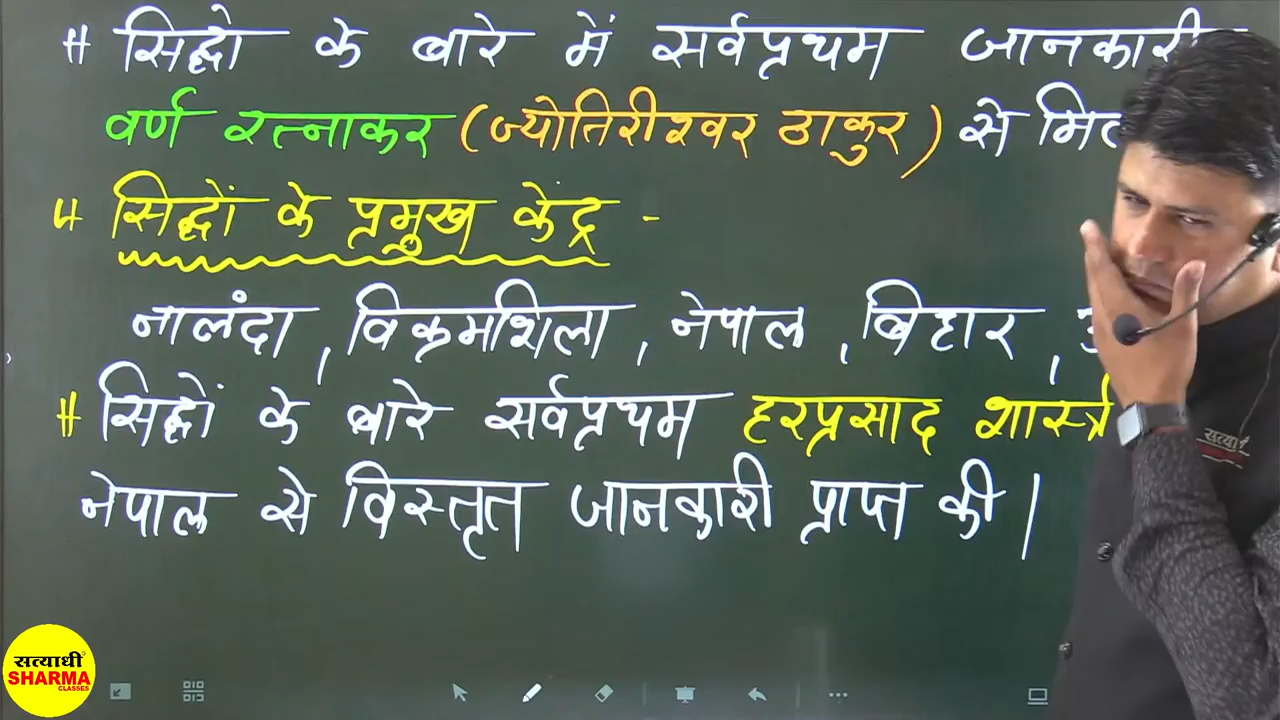 # सिद्धो के बारे में सर्वप्रथम जानकारी
वर्ण रत्नाकर (ज्योतिरीश्वर ठाकुर) से
# सिद्धों के प्रमुख केंद्र -
नालंदा, विक्रमशिला, नेपाल, बिहार,
# सिद्धों के बारे सर्वप्रथम हरप्रसाद
नेपाल से विस्तृत जानकारी प्राप्त की।
सत्यार्थी
SHARMA
CLASSES